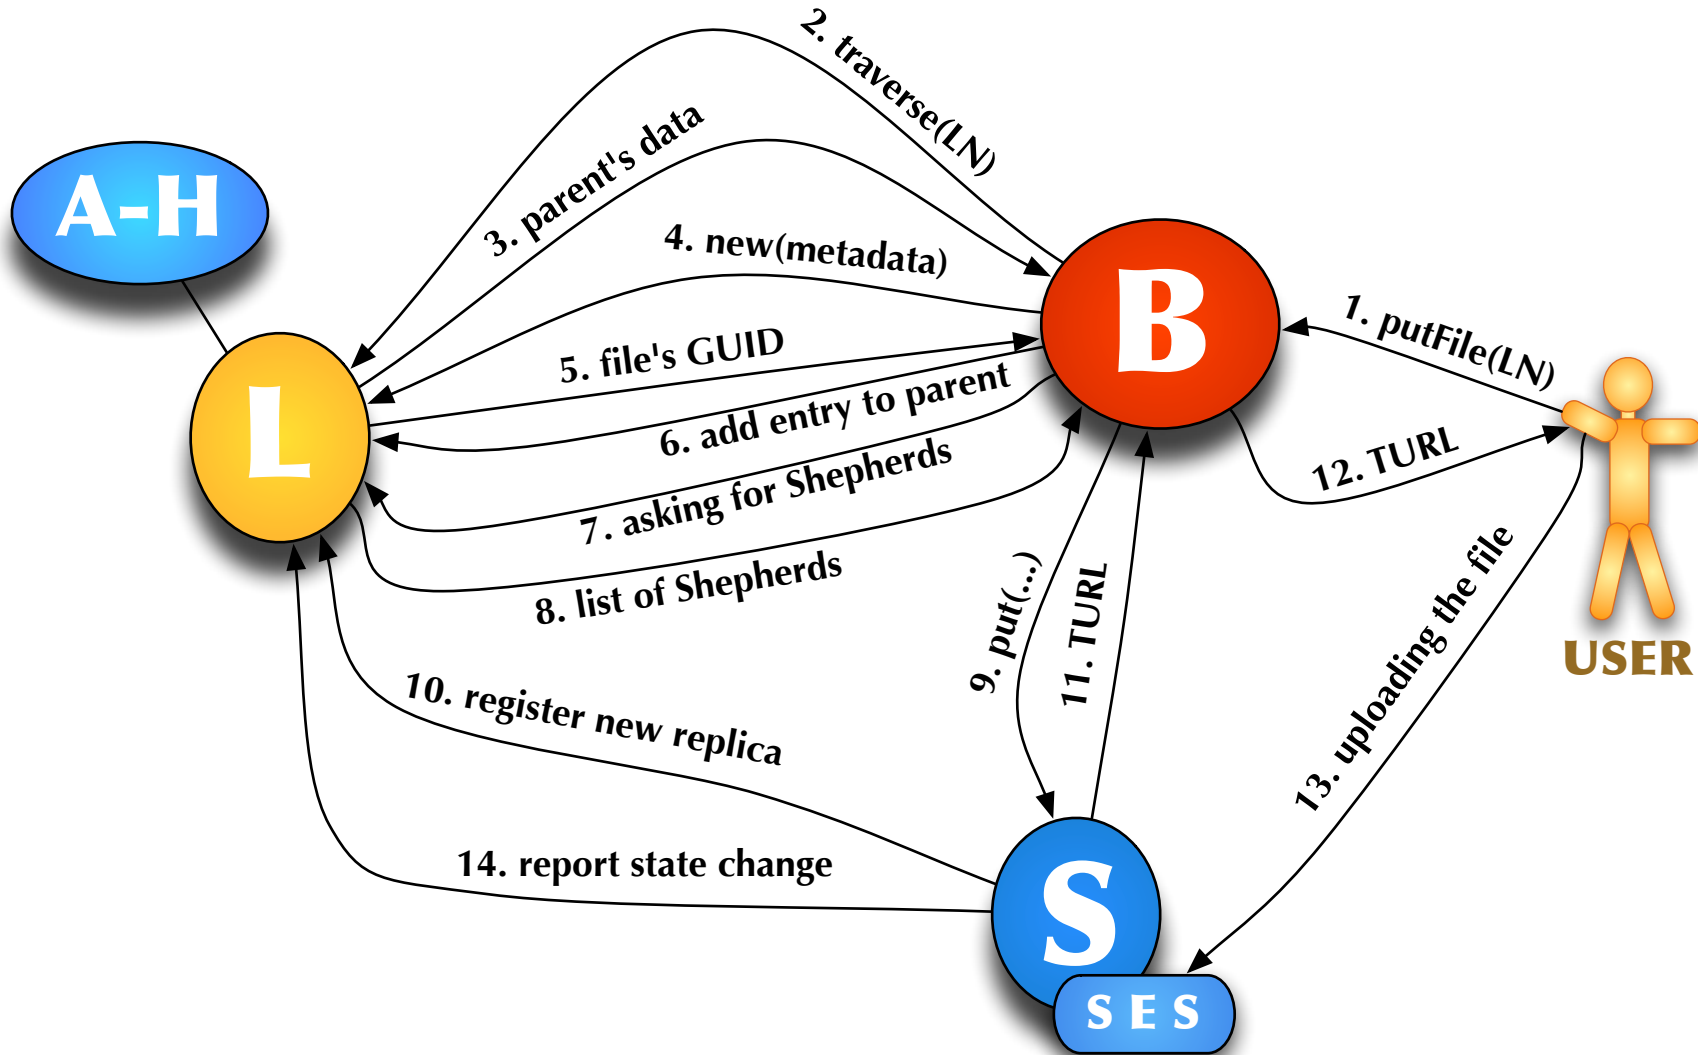 2. traverse(LN)
3. parent's data
A-H
4. new(metadata)
B
1. putFile(LN)
5. file's GUID
L
6. add entry to parent
12. TURL
7. asking for Shepherds
8. list of Shepherds
9. put(...)
11. TURL
13. uploading the file
USER
10. register new replica
14. report state change
S
SES